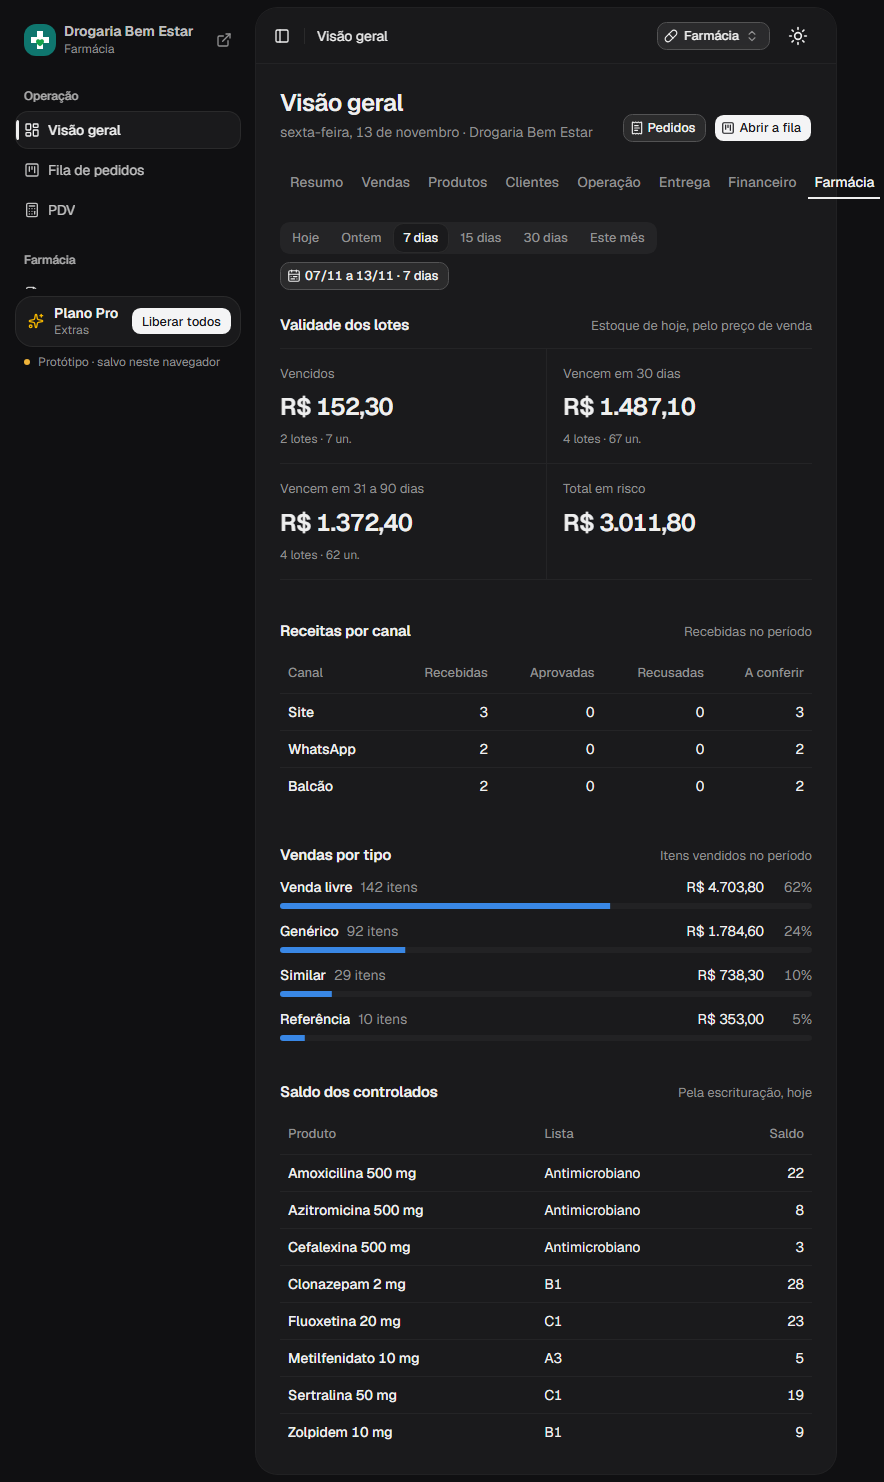 Drogaria Bem Estar
Farmácia
Operação
Visão geral
Fila de pedidos
PDV
Farmácia
Plano Pro
Extras
Liberar todos
Protótipo · salvo neste navegador
Visão geral
Farmácia
Visão geral
sexta-feira, 13 de novembro · Drogaria Bem Estar
Pedidos
Abrir a fila
Resumo Vendas Produtos Clientes Operação Entrega Financeiro Farmácia
Hoje Ontem 7 dias 15 dias 30 dias Este mês
07/11 a 13/11 · 7 dias
Validade dos lotes
Estoque de hoje, pelo preço de venda
Vencidos
R$ 152,30
2 lotes · 7 un.
Vencem em 30 dias
R$ 1.487,10
4 lotes · 67 un.
Vencem em 31 a 90 dias
R$ 1.372,40
4 lotes · 62 un.
Total em risco
R$ 3.011,80
Receitas por canal
Recebidas no período
Canal Recebidas Aprovadas Recusadas A conferir
Site 3 0 0 3
WhatsApp 2 0 0 2
Balcão 2 0 0 2
Vendas por tipo
Itens vendidos no período
Venda livre 142 itens R$ 4.703,80 62%
Genérico 92 itens R$ 1.784,60 24%
Similar 29 itens R$ 738,30 10%
Referência 10 itens R$ 353,00 5%
Saldo dos controlados
Pela escrituração, hoje
Produto Lista Saldo
Amoxicilina 500 mg Antimicrobiano 22
Azitromicina 500 mg Antimicrobiano 8
Cefalexina 500 mg Antimicrobiano 3
Clonazepam 2 mg B1 28
Fluoxetina 20 mg C1 23
Metilfenidato 10 mg A3 5
Sertralina 50 mg C1 19
Zolpidem 10 mg B1 9